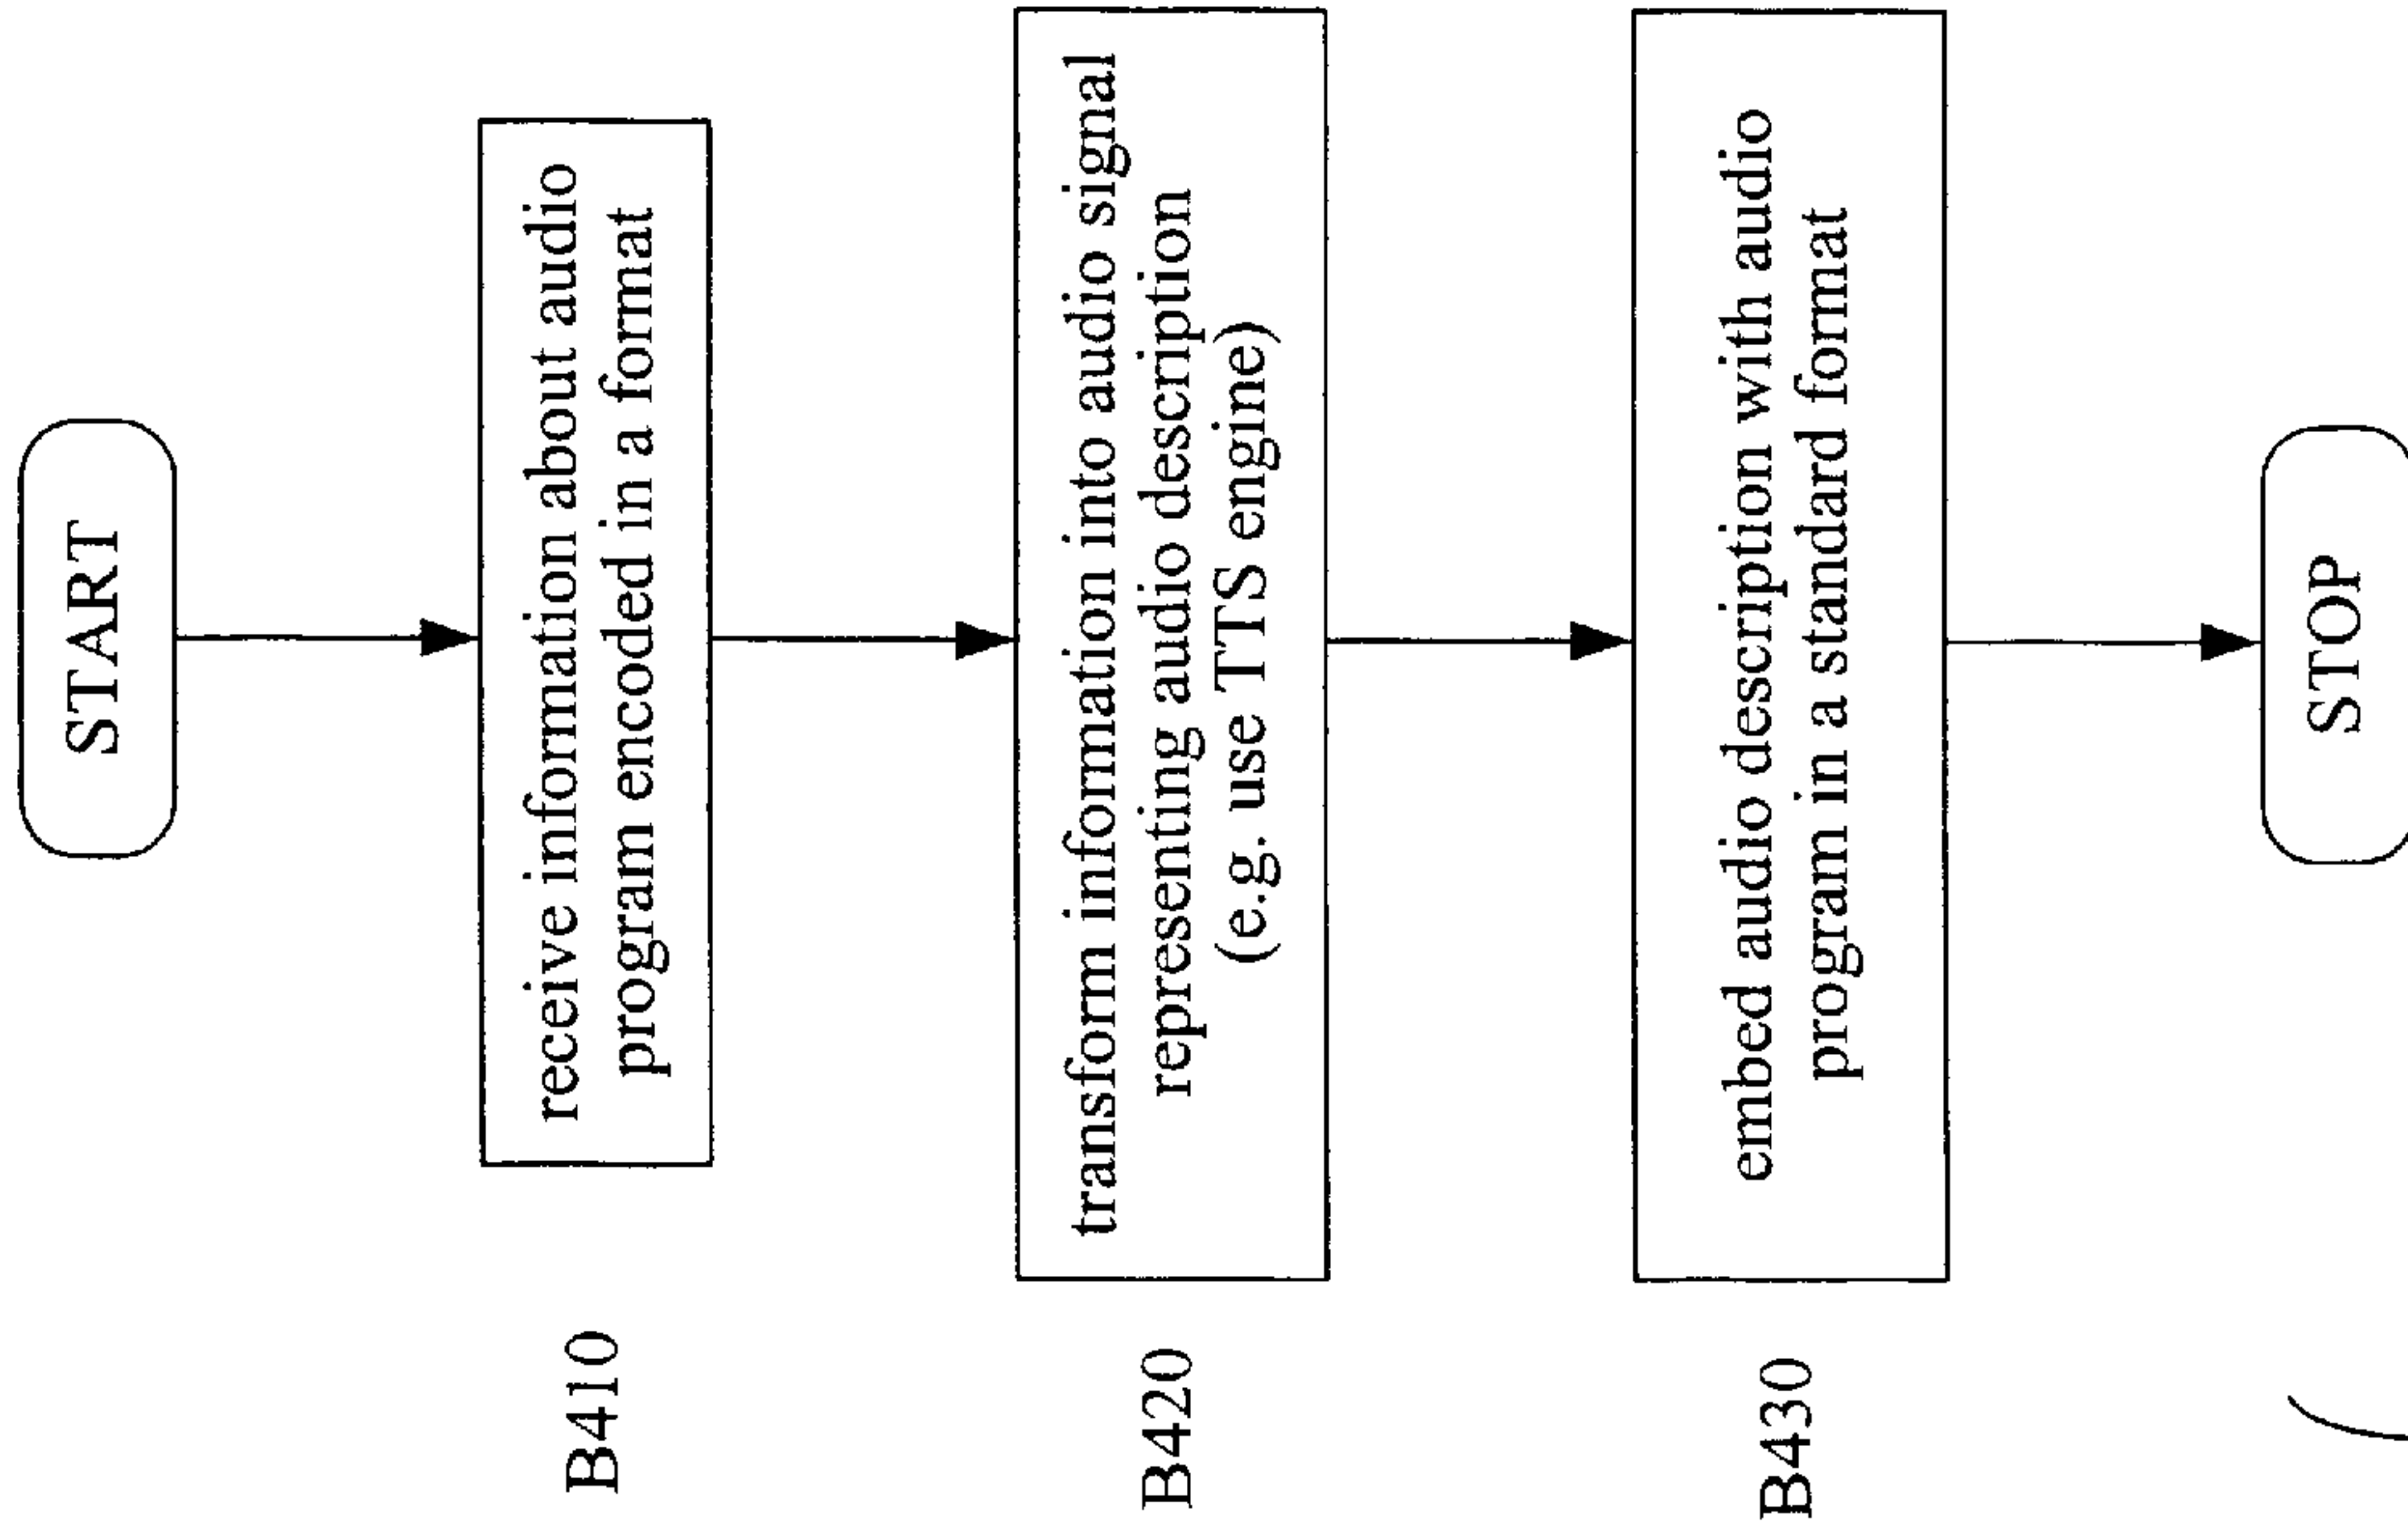 START
B410
receive information about audio
program encoded in a format
B420
transform information into audio signal
representing audio description
(e.g. use TTS engine)
B430
embed audio description with audio
program in a standard format
STOP